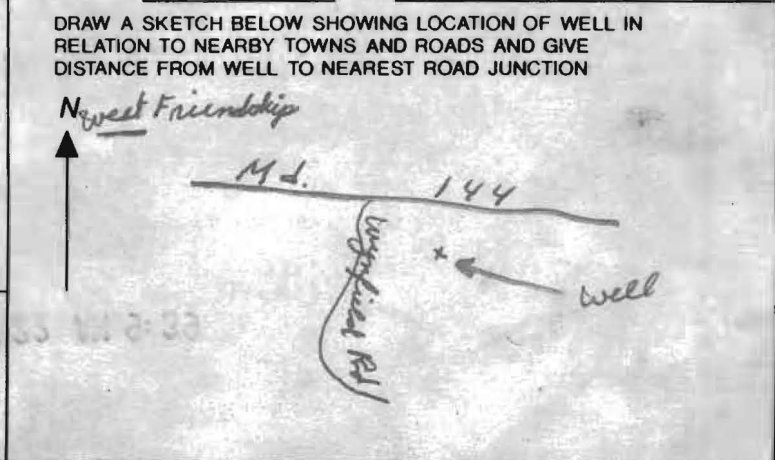 DRAW A SKETCH BELOW SHOWING LOCATION OF WELL IN
RELATION TO NEARBY TOWNS AND ROADS AND GIVE
DISTANCE FROM WELL TO NEAREST ROAD JUNCTION
N
West Friendship
Md. 144
Wynfield Rd
x
well